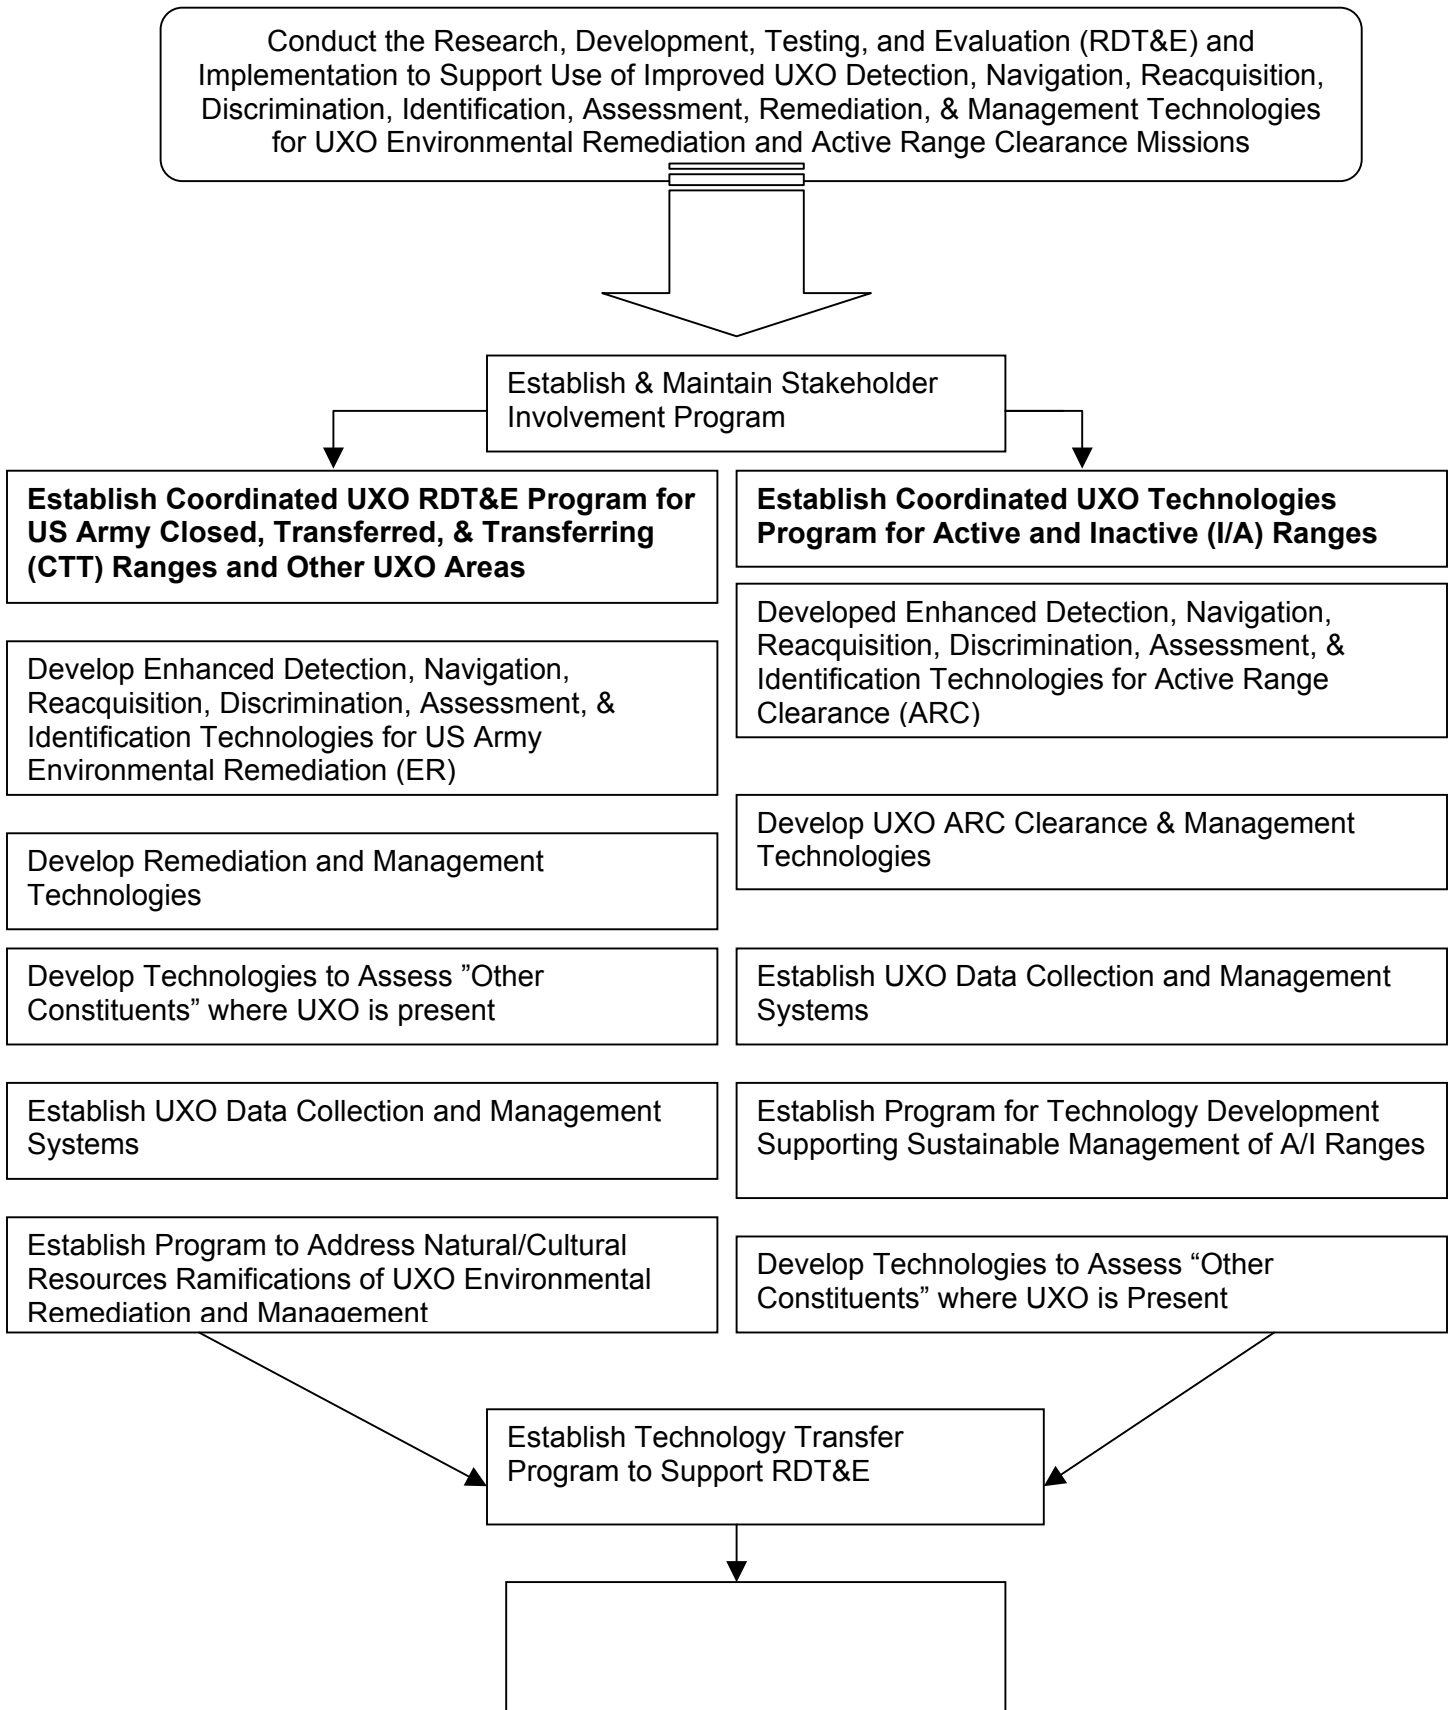 Conduct the Research, Development, Testing, and Evaluation (RDT&E) and
Implementation to Support Use of Improved UXO Detection, Navigation, Reacquisition,
Discrimination, Identification, Assessment, Remediation, & Management Technologies
for UXO Environmental Remediation and Active Range Clearance Missions
Establish & Maintain Stakeholder
Involvement Program
Establish Coordinated UXO RDT&E Program for
US Army Closed, Transferred, & Transferring
(CTT) Ranges and Other UXO Areas
Develop Enhanced Detection, Navigation,
Reacquisition, Discrimination, Assessment, &
Identification Technologies for US Army
Environmental Remediation (ER)
Develop Remediation and Management
Technologies
Develop Technologies to Assess ”Other
Constituents” where UXO is present
Establish UXO Data Collection and Management
Systems
Establish Program to Address Natural/Cultural
Resources Ramifications of UXO Environmental
Remediation and Management
Establish Coordinated UXO Technologies
Program for Active and Inactive (I/A) Ranges
Developed Enhanced Detection, Navigation,
Reacquisition, Discrimination, Assessment, &
Identification Technologies for Active Range
Clearance (ARC)
Develop UXO ARC Clearance & Management
Technologies
Establish UXO Data Collection and Management
Systems
Establish Program for Technology Development
Supporting Sustainable Management of A/I Ranges
Develop Technologies to Assess “Other
Constituents” where UXO is Present
Establish Technology Transfer
Program to Support RDT&E